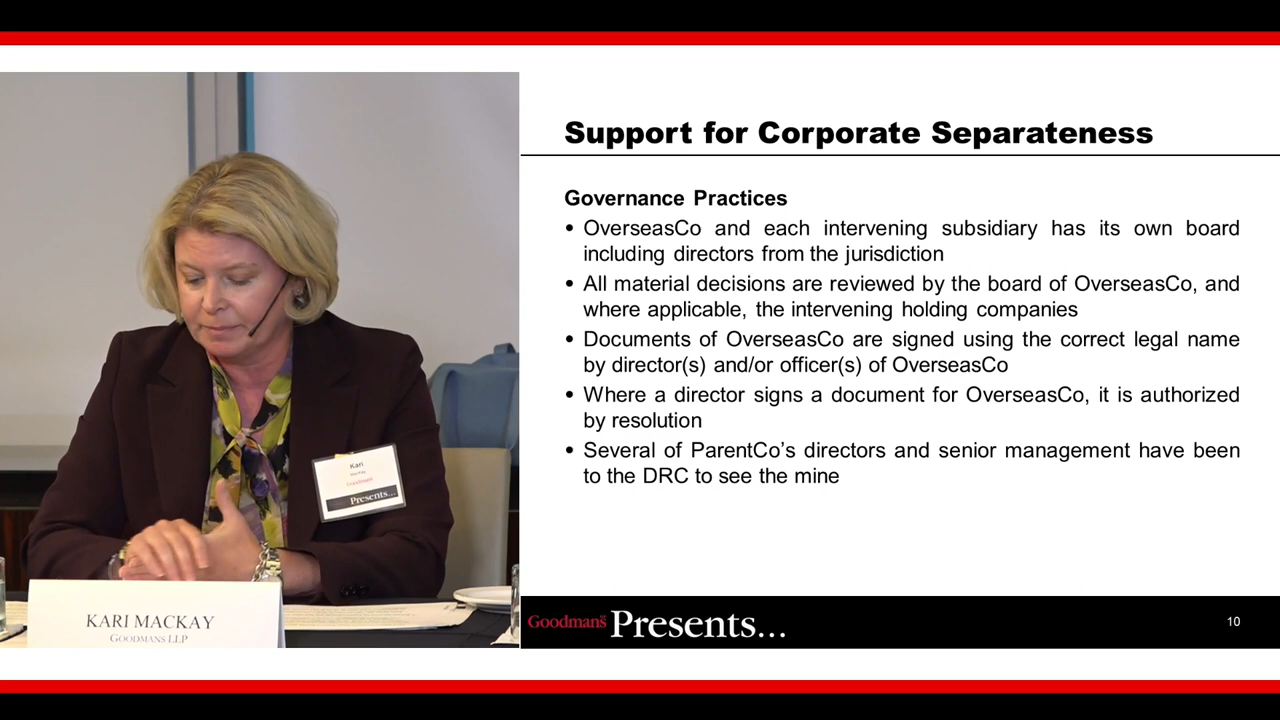 Support for Corporate Separateness
Governance Practices
• OverseasCo and each intervening subsidiary has its own board
including directors from the jurisdiction
• All material decisions are reviewed by the board of OverseasCo, and
where applicable, the intervening holding companies
• Documents of OverseasCo are signed using the correct legal name
by director(s) and/or officer(s) of OverseasCo
• Where a director signs a document for OverseasCo, it is authorized
by resolution
• Several of ParentCo’s directors and senior management have been
to the DRC to see the mine
Kari
Presents...
KARI MACKAY
GOODMANS LLP
Goodmans Presents...
10